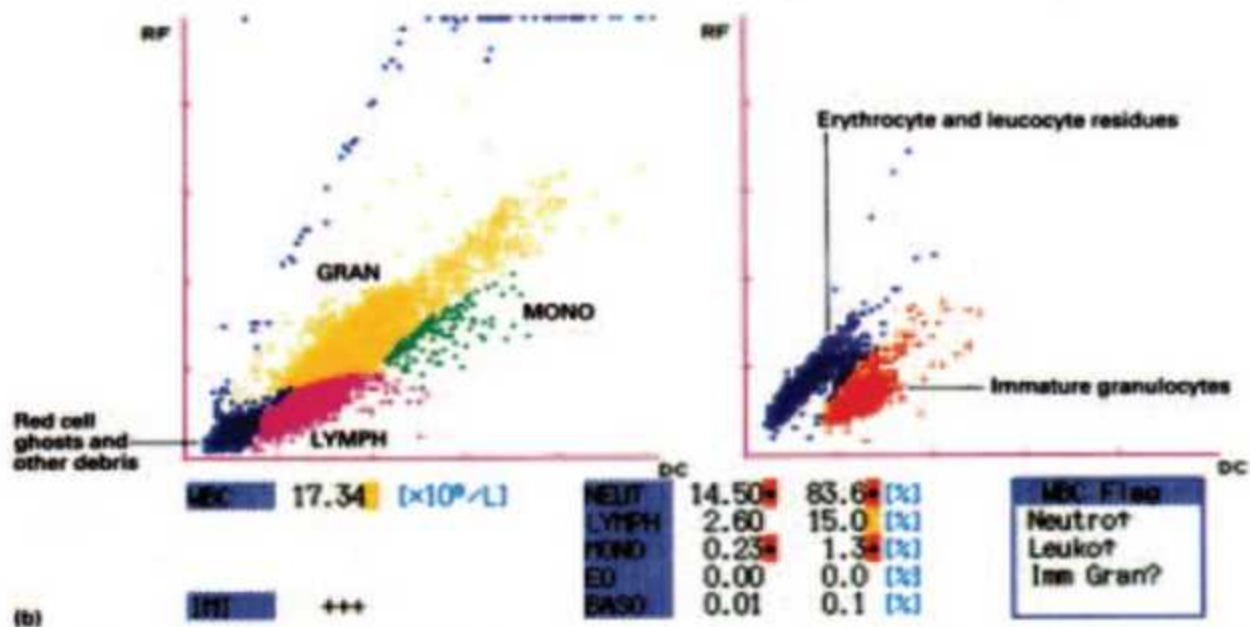 RF
GRAN
MONO
LYMPH
Red cell
ghosts and
other debris
DC
RF
Erythrocyte and leucocyte residues
Immature granulocytes
DC
WBC 17.34 [×10⁹/L]
IMI +++
NEUT 14.50* 83.6* [%]
LYMPH 2.60 15.0 [%]
MONO 0.23* 1.3* [%]
EO 0.00 0.0 [%]
BASO 0.01 0.1 [%]
WBC Flag
Neutro↑
Leuko↑
Imm Gran?
(b)